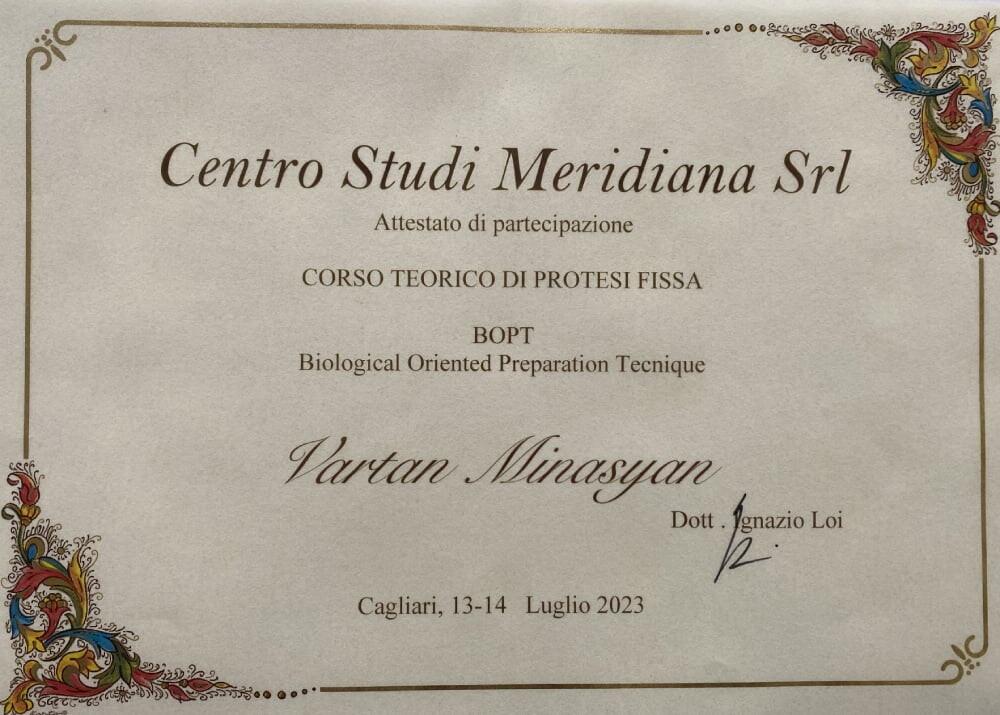 Centro Studi Meridiana Srl
Attestato di partecipazione
CORSO TEORICO DI PROTESI FISSA
BOPT
Biological Oriented Preparation Tecnique
Vartan Minasyan
Dott . Ignazio Loi
Cagliari, 13-14 Luglio 2023